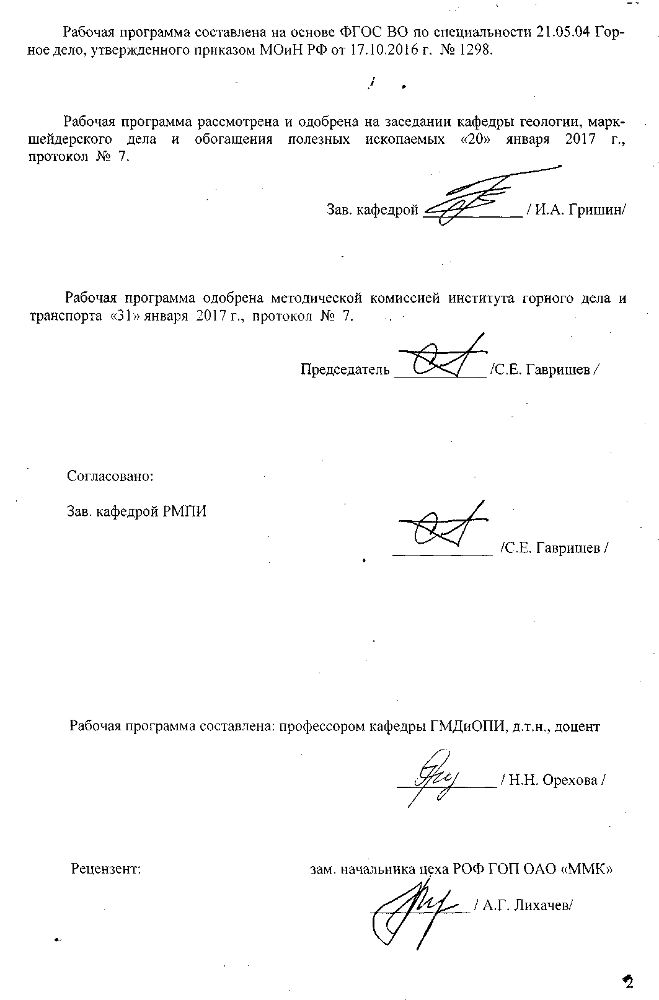 Рабочая программа составлена на основе ФГОС ВО по специальности 21.05.04 Гор-
ное дело, утвержденного приказом МОиН РФ от 17.10.2016 г. № 1298.
Рабочая программа рассмотрена и одобрена на заседании кафедры геологии, марк-
шейдерского дела и обогащения полезных ископаемых «20» января 2017 г.,
протокол № 7.
Зав. кафедрой / И.А. Гришин/
Рабочая программа одобрена методической комиссией института горного дела и
транспорта «31» января 2017 г., протокол № 7.
Председатель /С.Е. Гавришев /
Согласовано:
Зав. кафедрой РМПИ
/С.Е. Гавришев /
Рабочая программа составлена: профессором кафедры ГМДиОПИ, д.т.н., доцент
/ Н.Н. Орехова /
Рецензент: зам. начальника цеха РОФ ГОП ОАО «ММК»
/ А.Г. Лихачев/
2